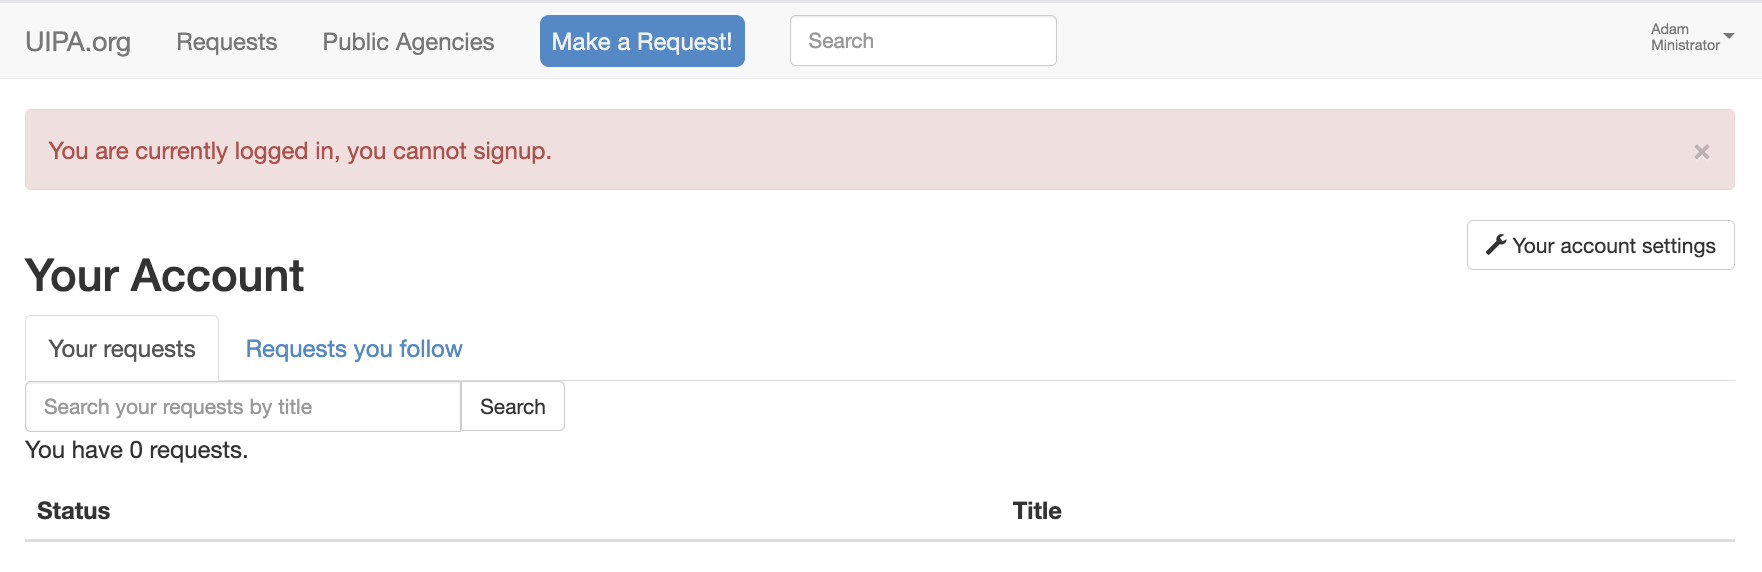 UIPA.org Requests Public Agencies Make a Request! Search Adam
Ministrator
You are currently logged in, you cannot signup. ×
Your account settings
Your Account
Your requests Requests you follow
Search your requests by title Search
You have 0 requests.
Status Title